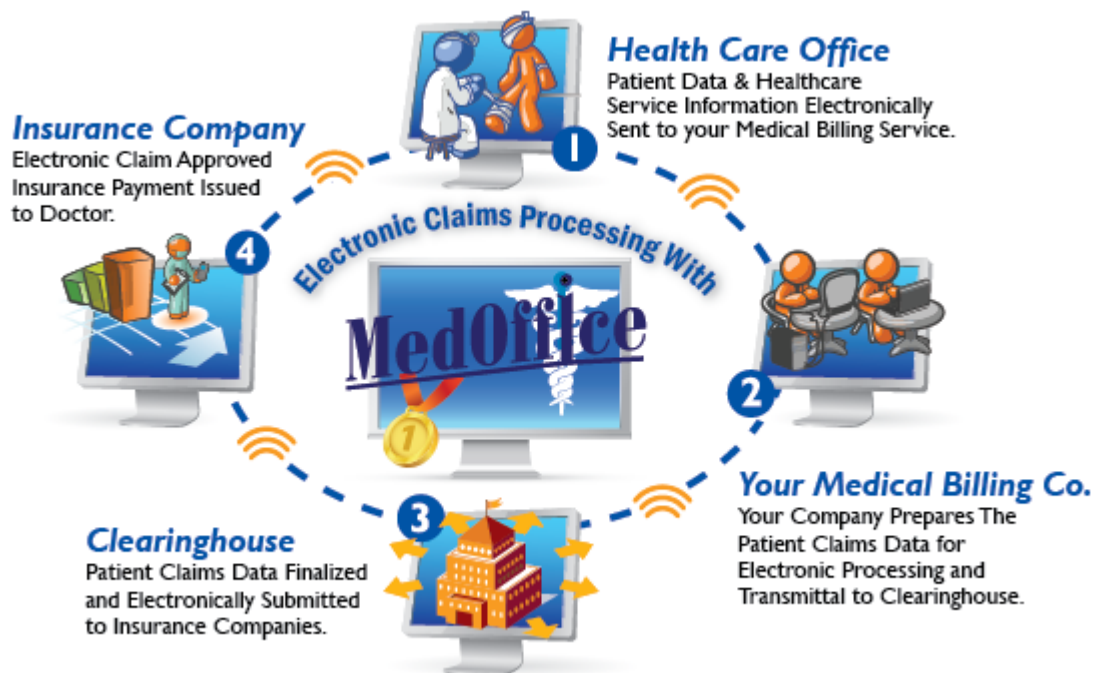 Health Care Office
Patient Data & Healthcare
Service Information Electronically
Sent to your Medical Billing Service.
1
Insurance Company
Electronic Claim Approved
Insurance Payment Issued
to Doctor.
4
Electronic Claims Processing With
MedOffice
1
2
Your Medical Billing Co.
Your Company Prepares The
Patient Claims Data for
Electronic Processing and
Transmittal to Clearinghouse.
3
Clearinghouse
Patient Claims Data Finalized
and Electronically Submitted
to Insurance Companies.